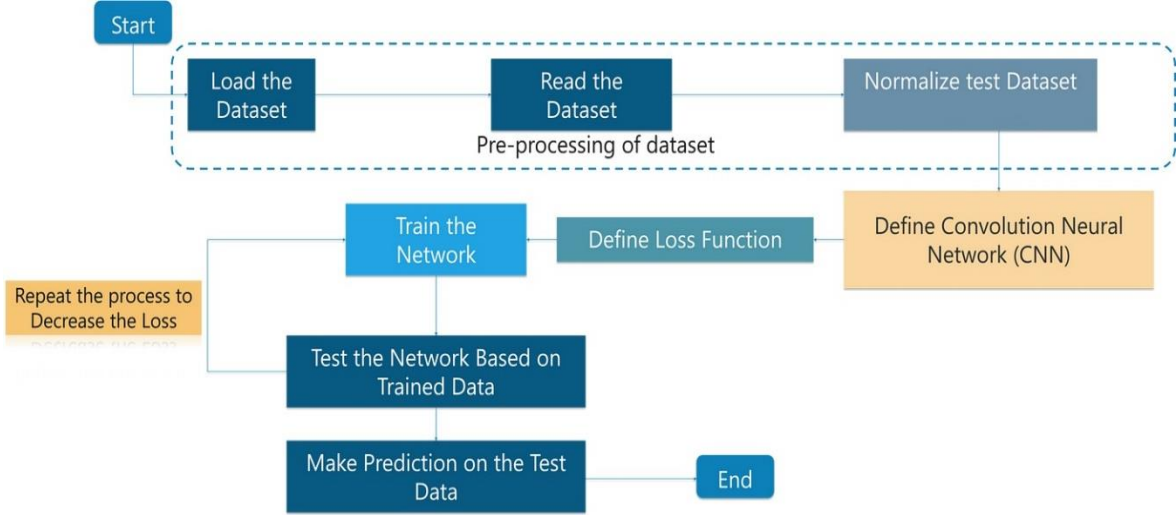 Start
Load the
Dataset
Read the
Dataset
Normalize test Dataset
Pre-processing of dataset
Define Convolution Neural
Network (CNN)
Define Loss Function
Train the
Network
Repeat the process to
Decrease the Loss
Test the Network Based on
Trained Data
Make Prediction on the Test
Data
End